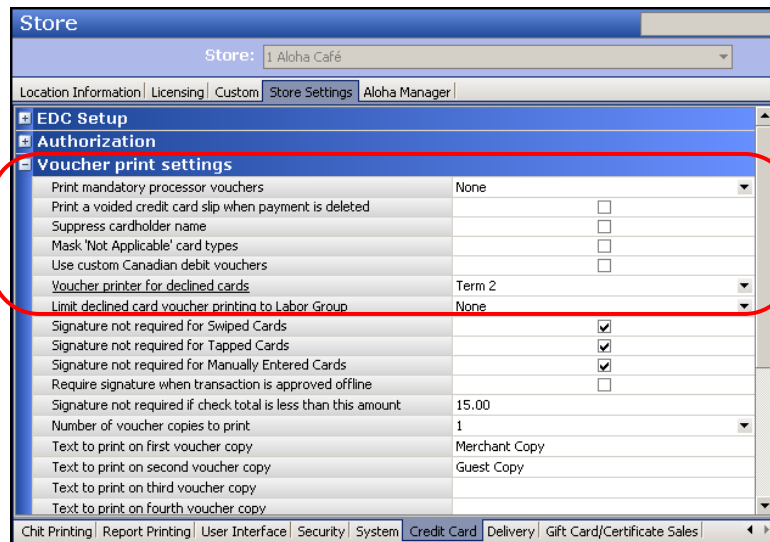 Store
Store: 1 Aloha Café
Location Information Licensing Custom Store Settings Aloha Manager
EDC Setup
Authorization
Voucher print settings
Print mandatory processor vouchers None
Print a voided credit card slip when payment is deleted
Suppress cardholder name
Mask 'Not Applicable' card types
Use custom Canadian debit vouchers
Voucher printer for declined cards Term 2
Limit declined card voucher printing to Labor Group None
Signature not required for Swiped Cards
Signature not required for Tapped Cards
Signature not required for Manually Entered Cards
Require signature when transaction is approved offline
Signature not required if check total is less than this amount 15.00
Number of voucher copies to print 1
Text to print on first voucher copy Merchant Copy
Text to print on second voucher copy Guest Copy
Text to print on third voucher copy
Text to print on fourth voucher copy
Chit Printing Report Printing User Interface Security System Credit Card Delivery Gift Card/Certificate Sales